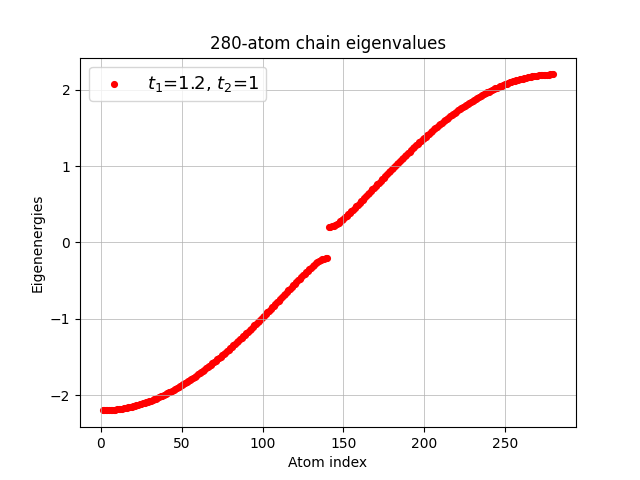 280-atom chain eigenvalues
t₁=1.2, t₂=1
Eigenenergies
2
1
0
−1
−2
0 50 100 150 200 250
Atom index